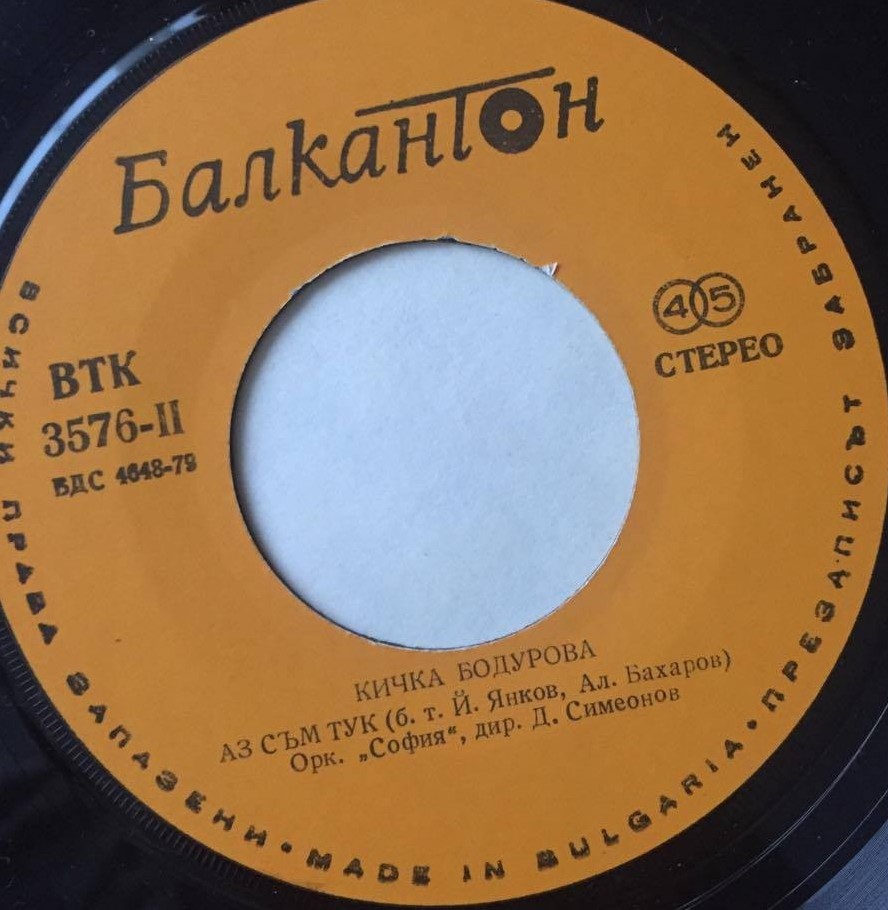 Балкантон
45
СТЕРЕО
ВТК
3576-II
БДС 4648-79
КИЧКА БОДУРОВА
АЗ СЪМ ТУК (б. т. Й. Янков, Ал. Бахаров)
Орк. „София“, дир. Д. Симеонов
ВСИЧКИ ПРАВА ЗАПАЗЕНИ • MADE IN BULGARIA • ПРЕЗАПИСЪТ ЗАБРАНЕН